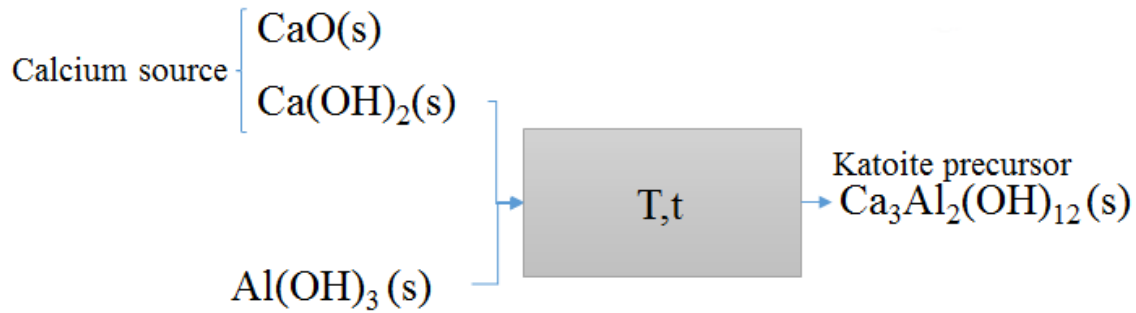 CaO(s)
Calcium source
Ca(OH)₂(s)
T,t
Katoite precursor
Ca₃Al₂(OH)₁₂(s)
Al(OH)₃(s)